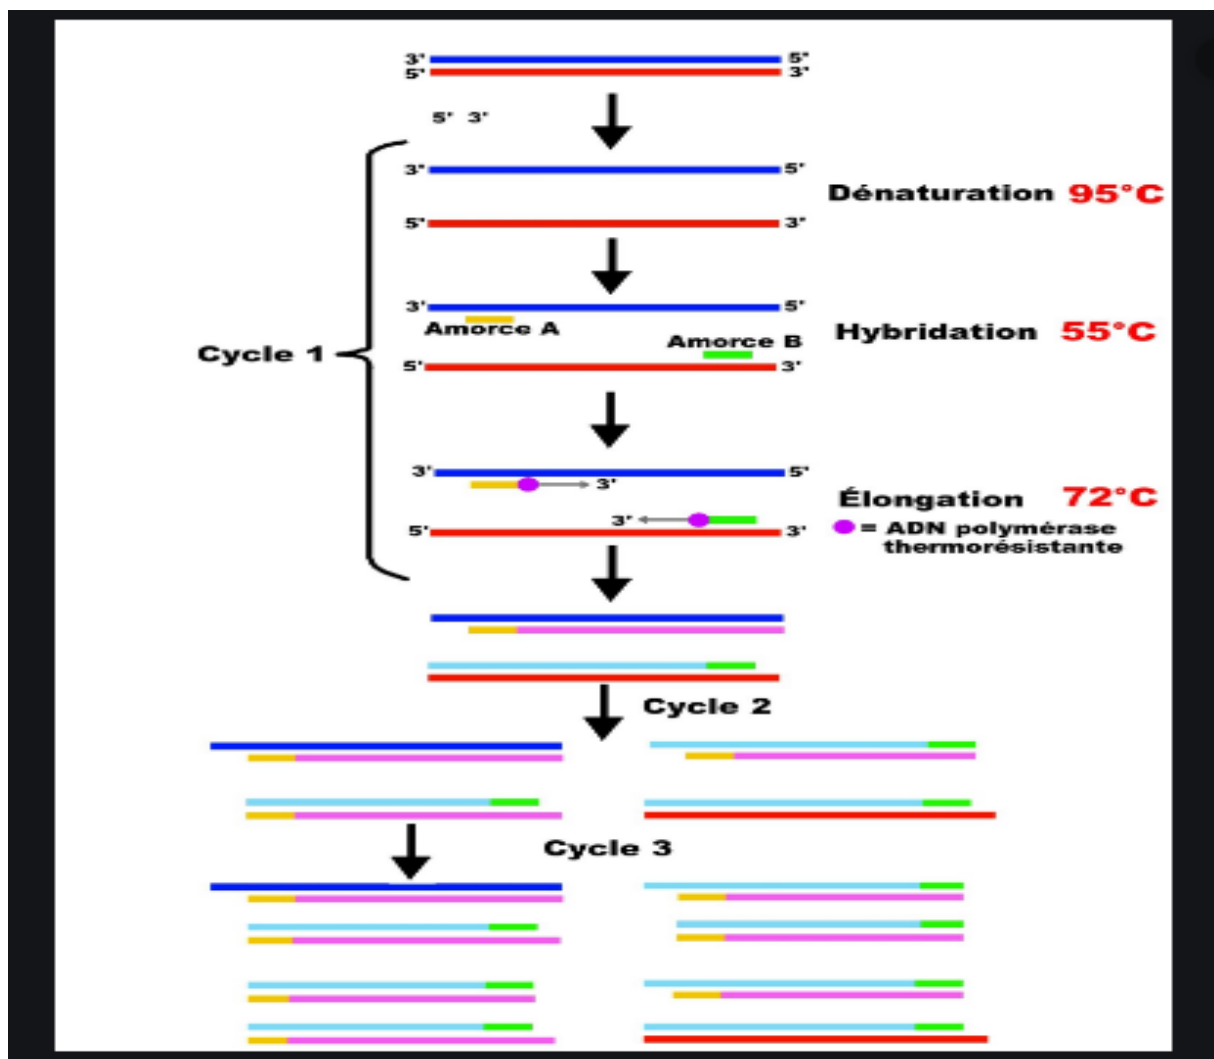 3' 5'
5' 3'
5' 3'
3' 5'
Dénaturation 95°C
5' 3'
3' 5'
Amorce A
Hybridation 55°C
Amorce B
Cycle 1
5' 3'
3' 5'
3'
Élongation 72°C
3'
= ADN polymérase
thermorésistante
5' 3'
Cycle 2
Cycle 3